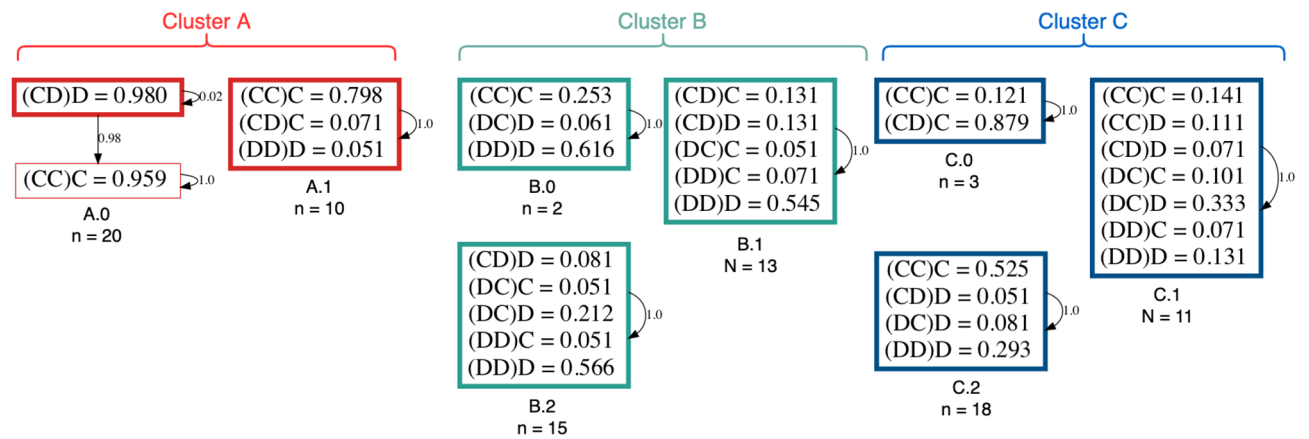 Cluster A
(CD)D = 0.980
0.02
0.98
(CC)C = 0.959
1.0
A.0
n = 20
(CC)C = 0.798
(CD)C = 0.071
(DD)D = 0.051
1.0
A.1
n = 10
Cluster B
(CC)C = 0.253
(DC)D = 0.061
(DD)D = 0.616
1.0
B.0
n = 2
(CD)C = 0.131
(CD)D = 0.131
(DC)C = 0.051
(DD)C = 0.071
(DD)D = 0.545
1.0
B.1
N = 13
(CD)D = 0.081
(DC)C = 0.051
(DC)D = 0.212
(DD)C = 0.051
(DD)D = 0.566
1.0
B.2
n = 15
Cluster C
(CC)C = 0.121
(CD)C = 0.879
1.0
C.0
n = 3
(CC)C = 0.141
(CC)D = 0.111
(CD)D = 0.071
(DC)C = 0.101
(DC)D = 0.333
(DD)C = 0.071
(DD)D = 0.131
1.0
C.1
N = 11
(CC)C = 0.525
(CD)D = 0.051
(DC)D = 0.081
(DD)D = 0.293
1.0
C.2
n = 18